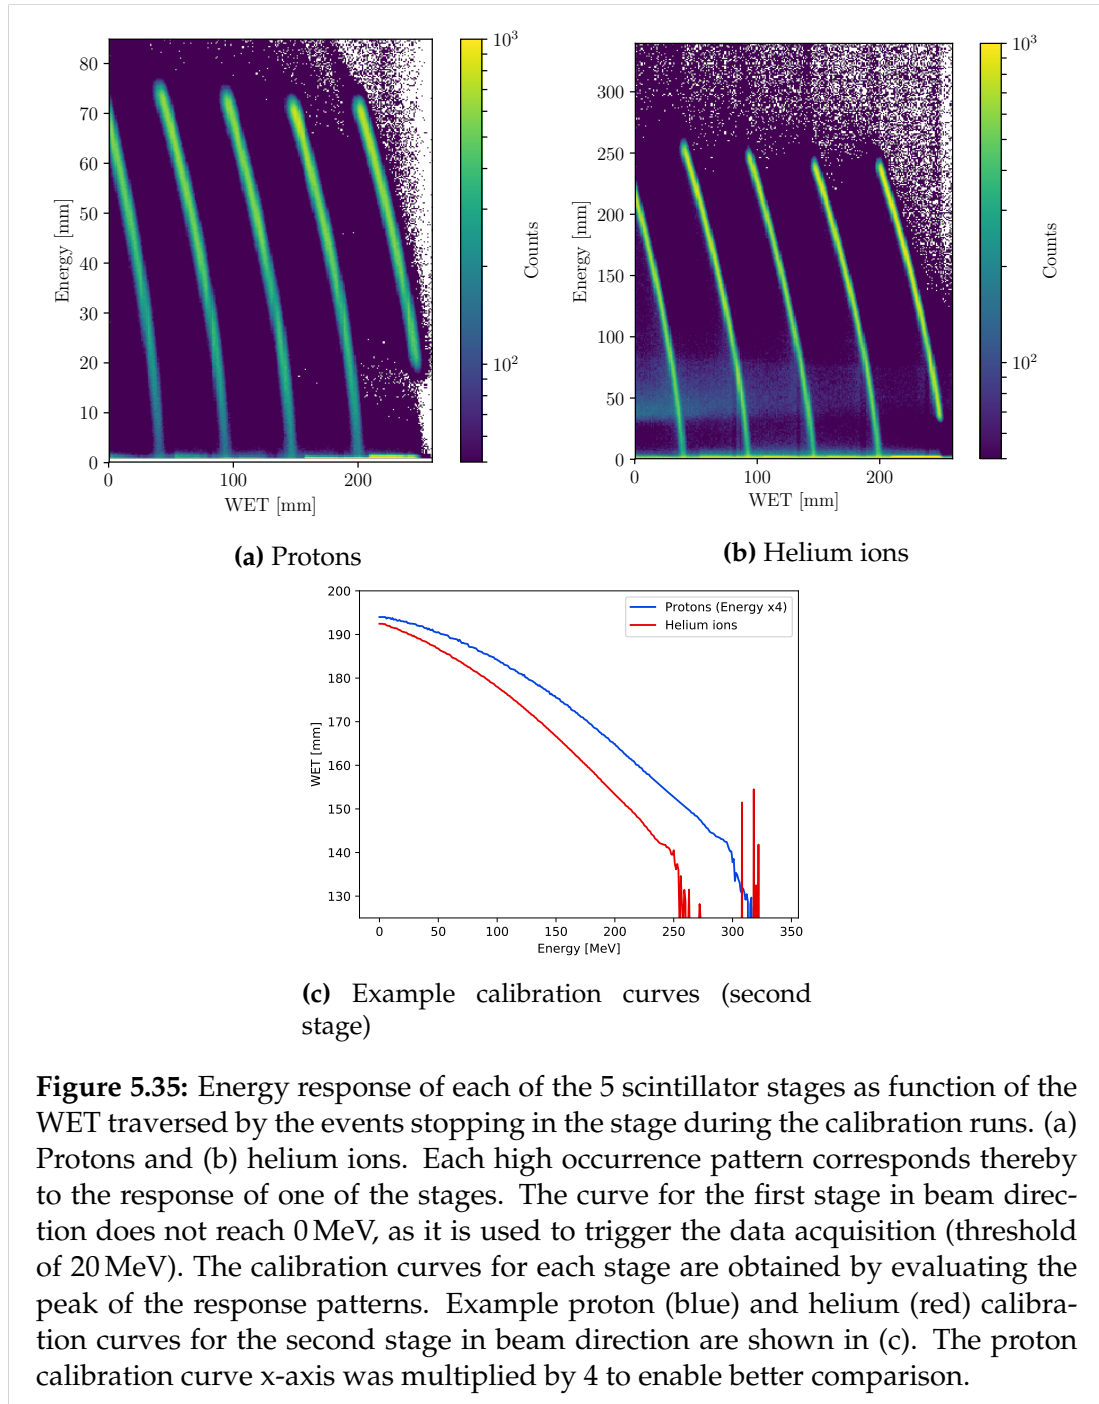 80
70
60
50
40
30
20
10
0
Energy [mm]
0
100
200
WET [mm]
10³
10²
Counts
(a) Protons
300
250
200
150
100
50
0
Energy [mm]
0
100
200
WET [mm]
10³
10²
Counts
(b) Helium ions
200
190
180
170
160
150
140
130
WET [mm]
Protons (Energy x4)
Helium ions
0 50 100 150 200 250 300 350
Energy [MeV]
(c) Example calibration curves (second
stage)
Figure 5.35: Energy response of each of the 5 scintillator stages as function of the
WET traversed by the events stopping in the stage during the calibration runs. (a)
Protons and (b) helium ions. Each high occurrence pattern corresponds thereby
to the response of one of the stages. The curve for the first stage in beam direc-
tion does not reach 0 MeV, as it is used to trigger the data acquisition (threshold
of 20 MeV). The calibration curves for each stage are obtained by evaluating the
peak of the response patterns. Example proton (blue) and helium (red) calibra-
tion curves for the second stage in beam direction are shown in (c). The proton
calibration curve x-axis was multiplied by 4 to enable better comparison.